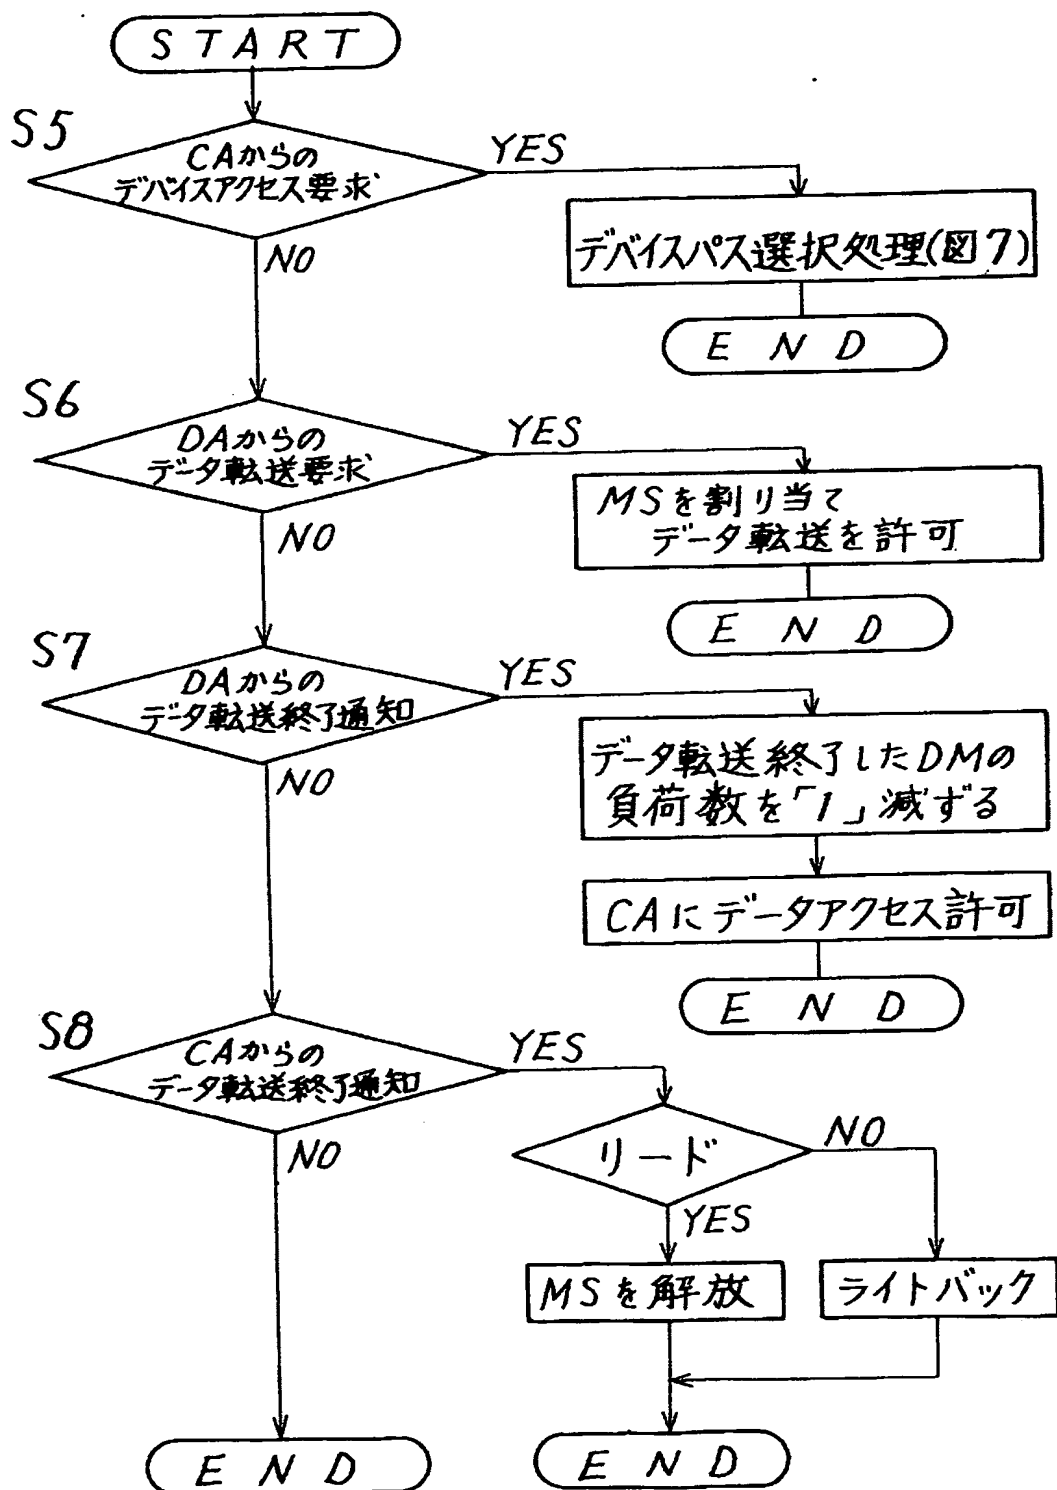 START
S5
CAからの
デバイスアクセス要求
YES
NO
デバイスパス選択処理(図7)
END
S6
DAからの
データ転送要求
YES
NO
MSを割り当て
データ転送を許可
END
S7
DAからの
データ転送終了通知
YES
NO
データ転送終了したDMの
負荷数を「1」減ずる
CAにデータアクセス許可
END
S8
CAからの
データ転送終了通知
YES
NO
リード
NO
YES
MSを解放
ライトバック
END
END